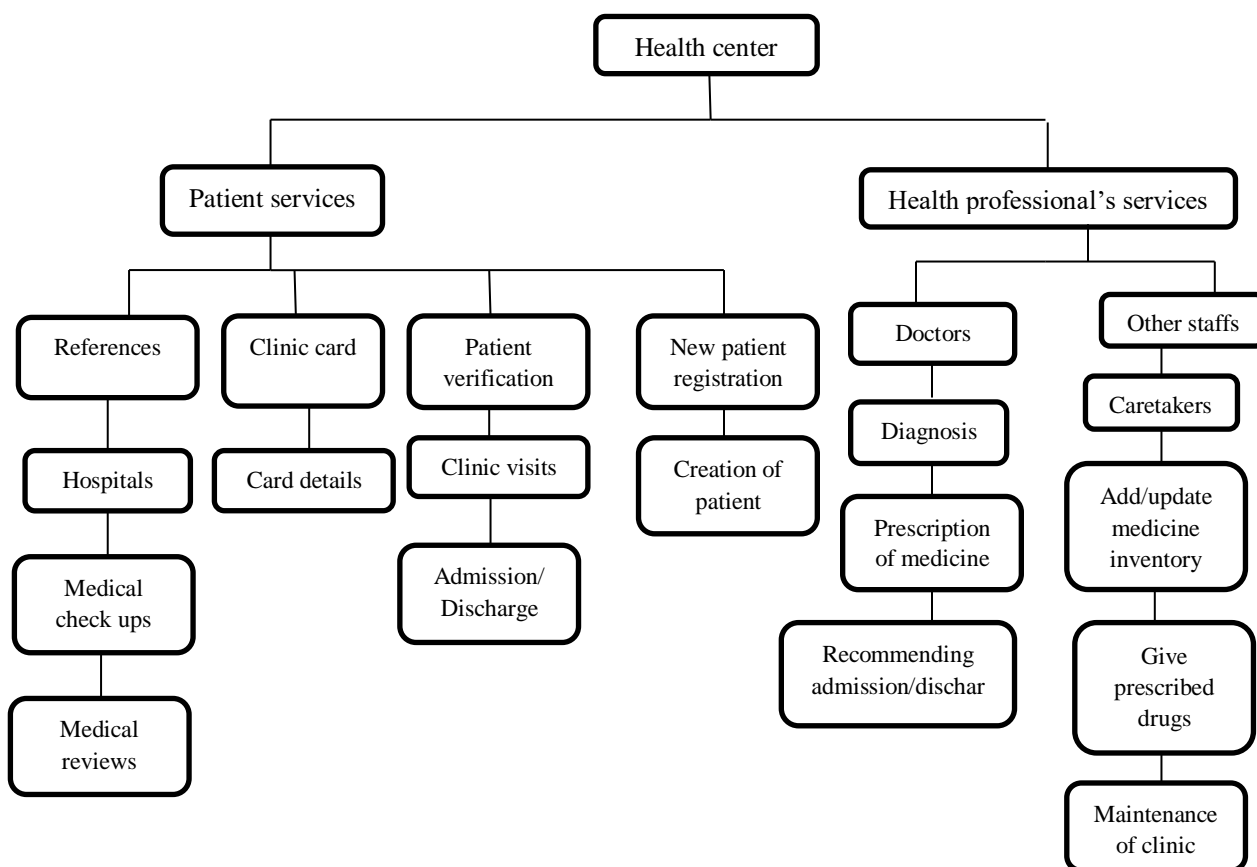 Health center
Patient services
Health professional’s services
References
Clinic card
Patient
verification
New patient
registration
Doctors
Other staffs
Hospitals
Card details
Clinic visits
Creation of
patient
Diagnosis
Caretakers
Medical
check ups
Admission/
Discharge
Prescription
of medicine
Add/update
medicine
inventory
Medical
reviews
Recommending
admission/dischar
Give
prescribed
drugs
Maintenance
of clinic